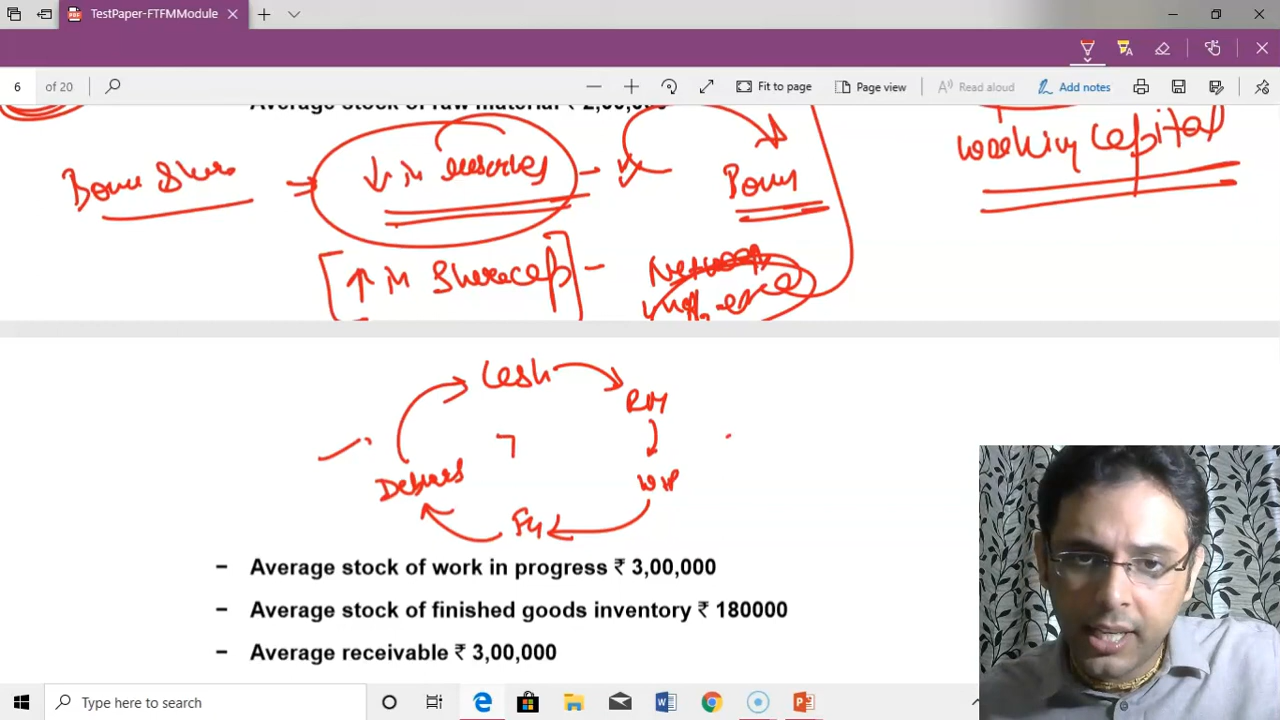 TestPaper-FTFMModule
6 of 20
Fit to page
Page view
Read aloud
Add notes
Average stock of raw material ₹ 2,00,000
working capital
Bonus Share
↓ in reserves
Bonus
↑ in Sharecap
Cash
RM
WIP
FG
Debtors
- Average stock of work in progress ₹ 3,00,000
- Average stock of finished goods inventory ₹ 180000
- Average receivable ₹ 3,00,000
Type here to search